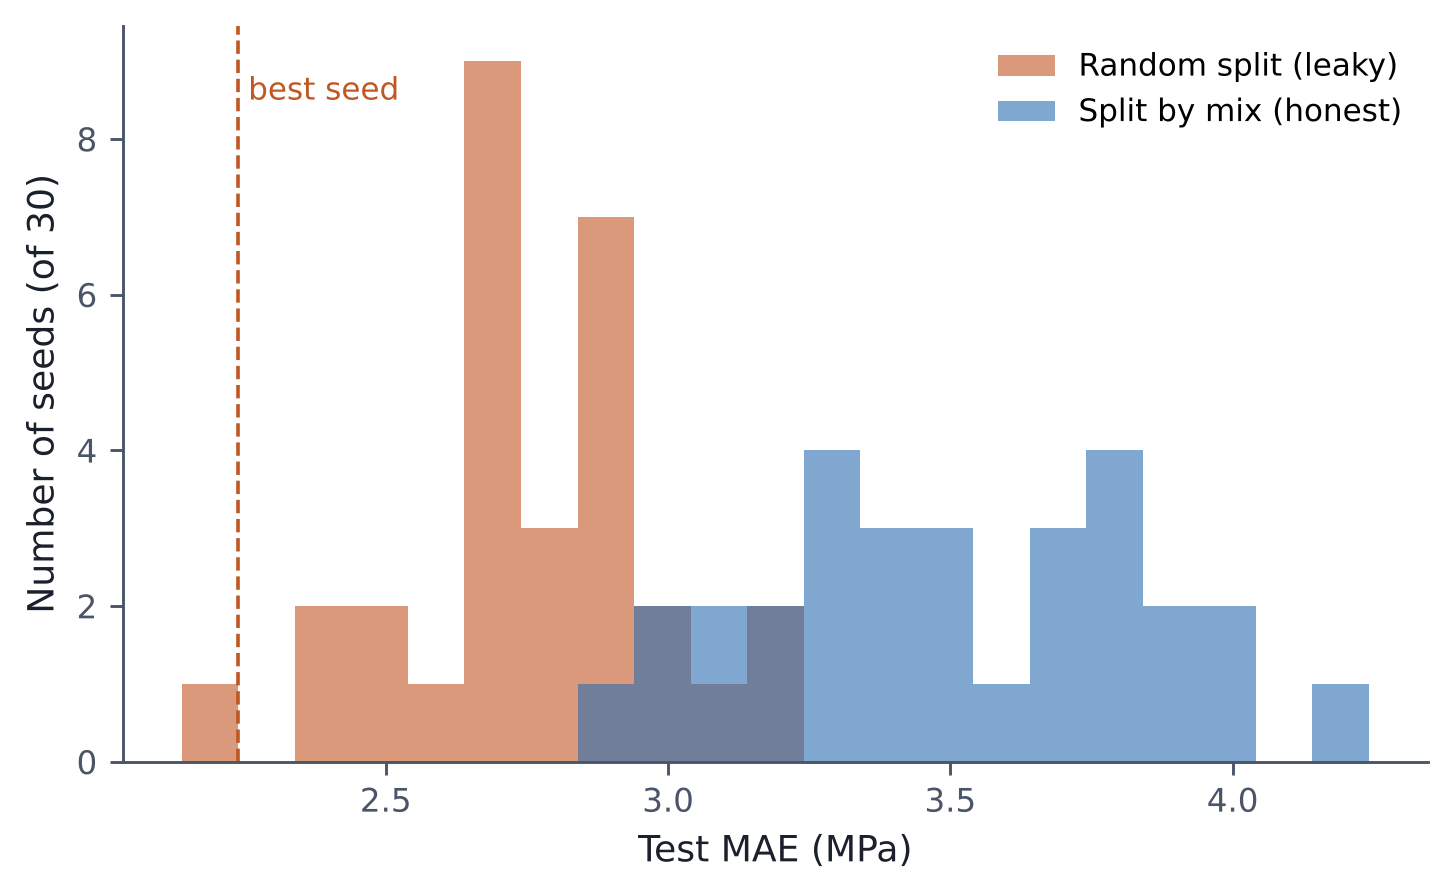 best seed
Random split (leaky)
Split by mix (honest)
Number of seeds (of 30)
8
6
4
2
0
2.5 3.0 3.5 4.0
Test MAE (MPa)